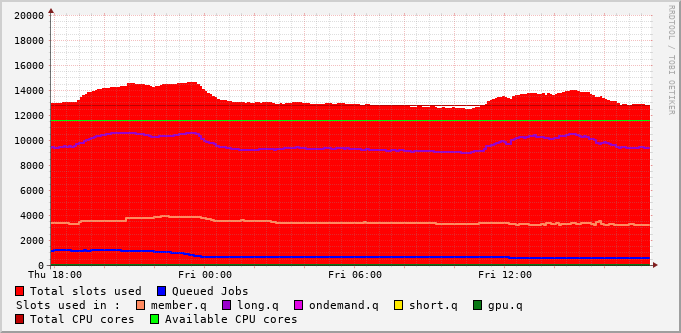 20000
18000
16000
14000
12000
10000
8000
6000
4000
2000
0
Thu 18:00 Fri 00:00 Fri 06:00 Fri 12:00
Total slots used Queued Jobs
Slots used in : member.q long.q ondemand.q short.q gpu.q
Total CPU cores Available CPU cores
RRDTOOL / TOBI OETIKER